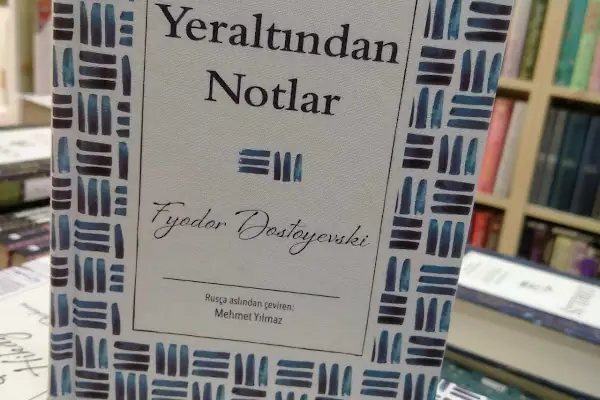 Yeraltından
Notlar
Fyodor Dostoyevski
Rusça aslından çeviren:
Mehmet Yılmaz